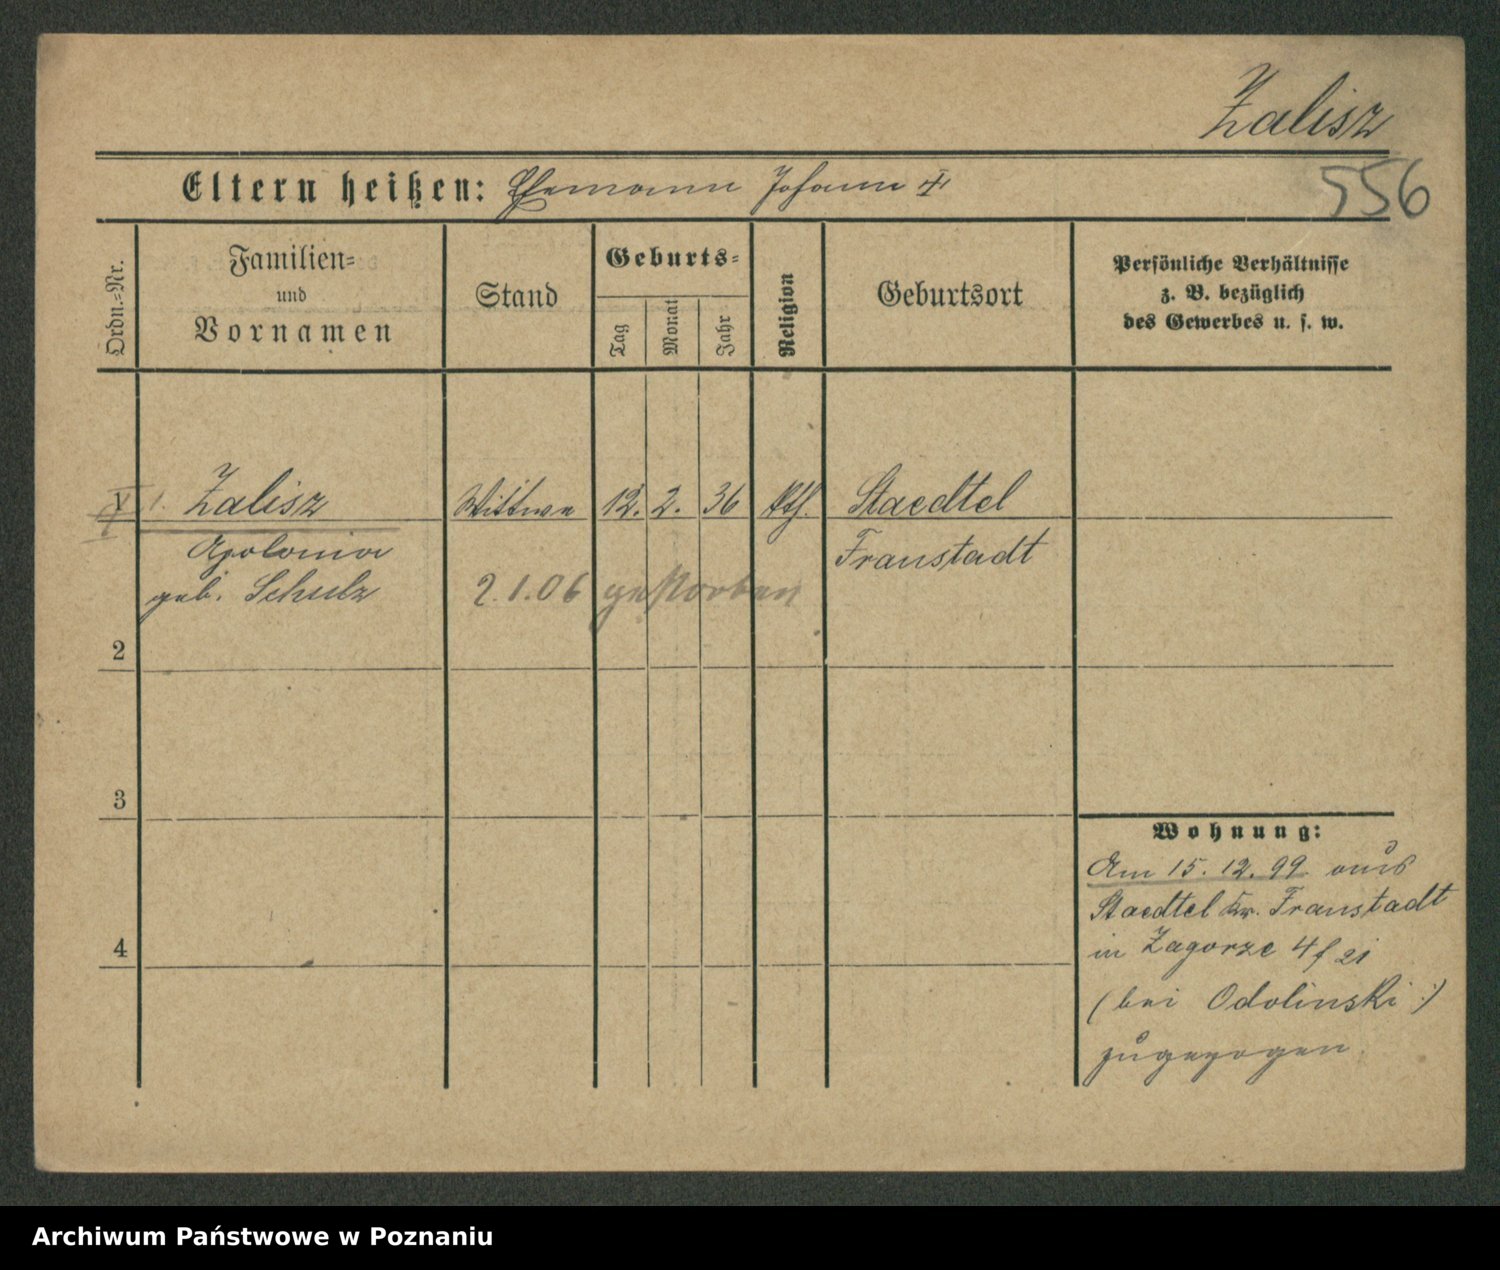 Zalisz
556
Eltern heißen: Ehemann Johann ☦
Ordn.=Nr.
Familien=
und
Vornamen
Stand
Geburts=
Tag
Monat
Jahr
Religion
Geburtsort
Persönliche Verhältnisse
z. B. bezüglich
des Gewerbes u. s. w.
1. Zalisz Wittwe 12. 2. 36 kth. Staedtel
Apolonia Fraustadt
geb. Schulz 2.1.06 gestorben
2
3
4
Wohnung:
Am 15. 12. 99 aus
Staedtel Kr. Fraustadt
in Zagorze 4 f 21
(bei Odolinski :)
zugezogen
Archiwum Państwowe w Poznaniu